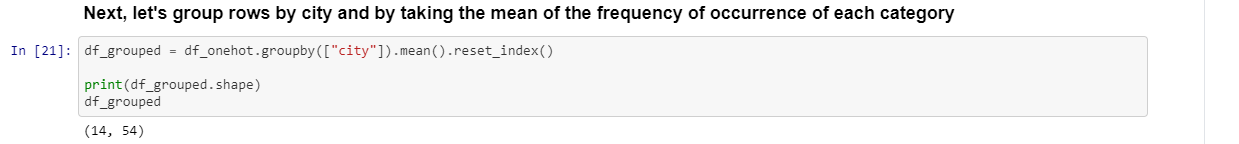 Next, let's group rows by city and by taking the mean of the frequency of occurrence of each category
In [21]: df_grouped = df_onehot.groupby(["city"]).mean().reset_index()
print(df_grouped.shape)
df_grouped
(14, 54)